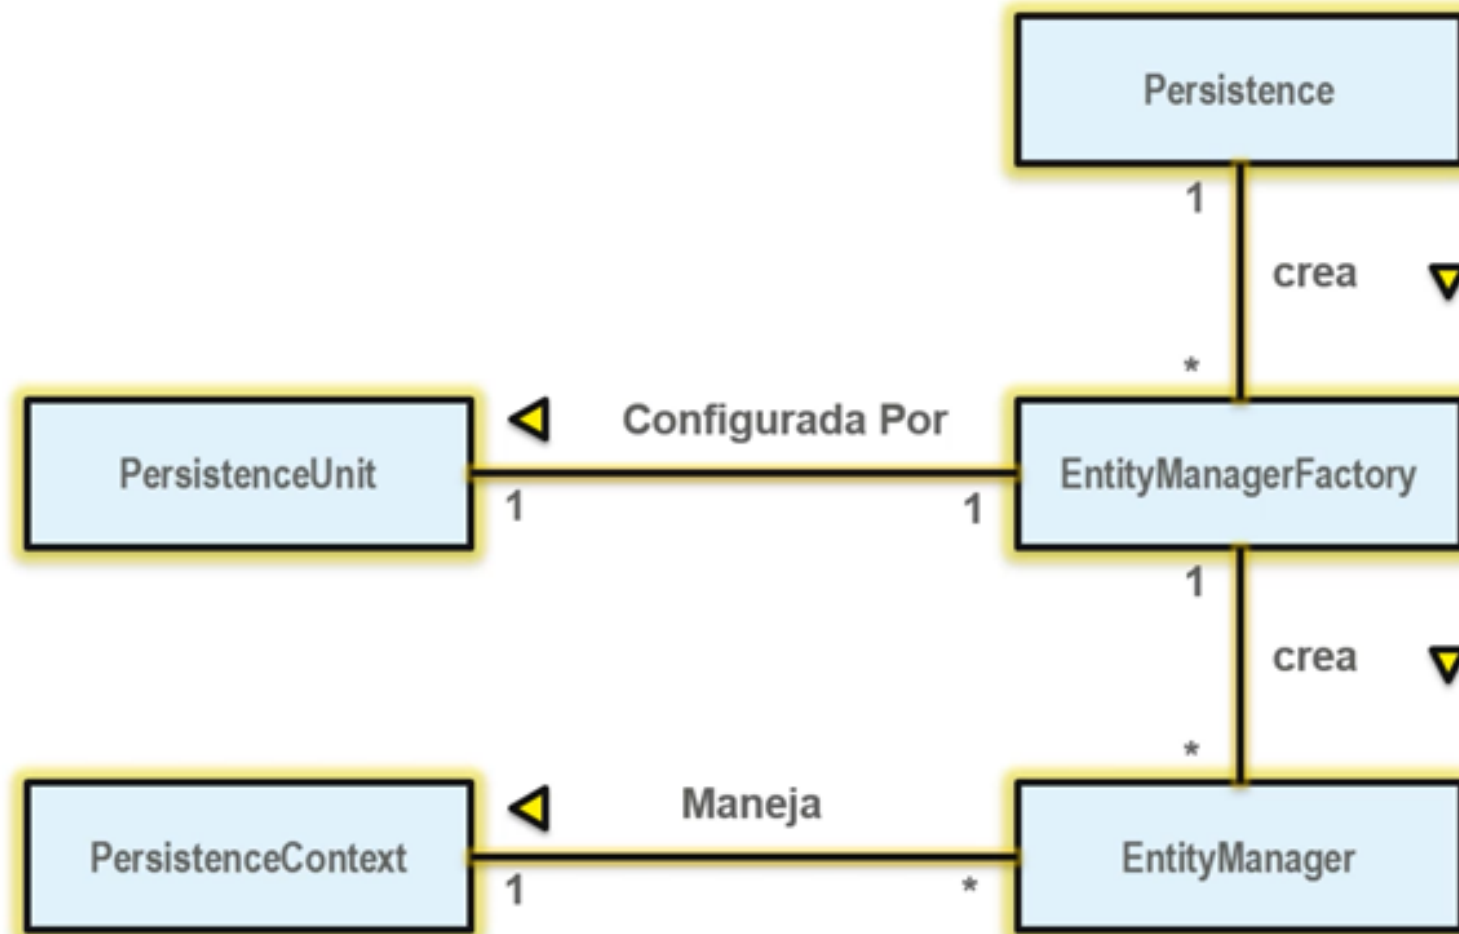 Persistence
1
crea
*
Configurada Por
PersistenceUnit
EntityManagerFactory
1
1
1
crea
*
Maneja
PersistenceContext
EntityManager
1
*